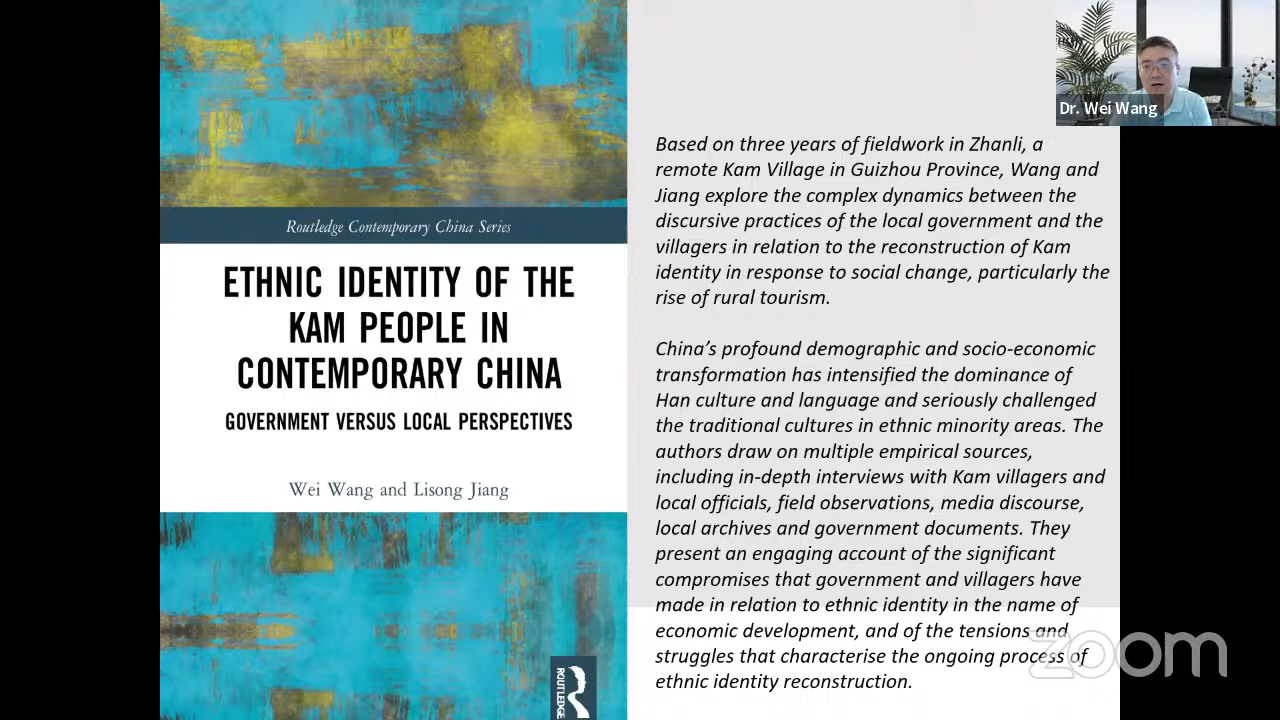 Routledge Contemporary China Series
ETHNIC IDENTITY OF THE
KAM PEOPLE IN
CONTEMPORARY CHINA
GOVERNMENT VERSUS LOCAL PERSPECTIVES
Wei Wang and Lisong Jiang
ROUTLEDGE
Dr. Wei Wang
Based on three years of fieldwork in Zhanli, a
remote Kam Village in Guizhou Province, Wang and
Jiang explore the complex dynamics between the
discursive practices of the local government and the
villagers in relation to the reconstruction of Kam
identity in response to social change, particularly the
rise of rural tourism.
China’s profound demographic and socio-economic
transformation has intensified the dominance of
Han culture and language and seriously challenged
the traditional cultures in ethnic minority areas. The
authors draw on multiple empirical sources,
including in-depth interviews with Kam villagers and
local officials, field observations, media discourse,
local archives and government documents. They
present an engaging account of the significant
compromises that government and villagers have
made in relation to ethnic identity in the name of
economic development, and of the tensions and
struggles that characterise the ongoing process of
ethnic identity reconstruction.
zoom